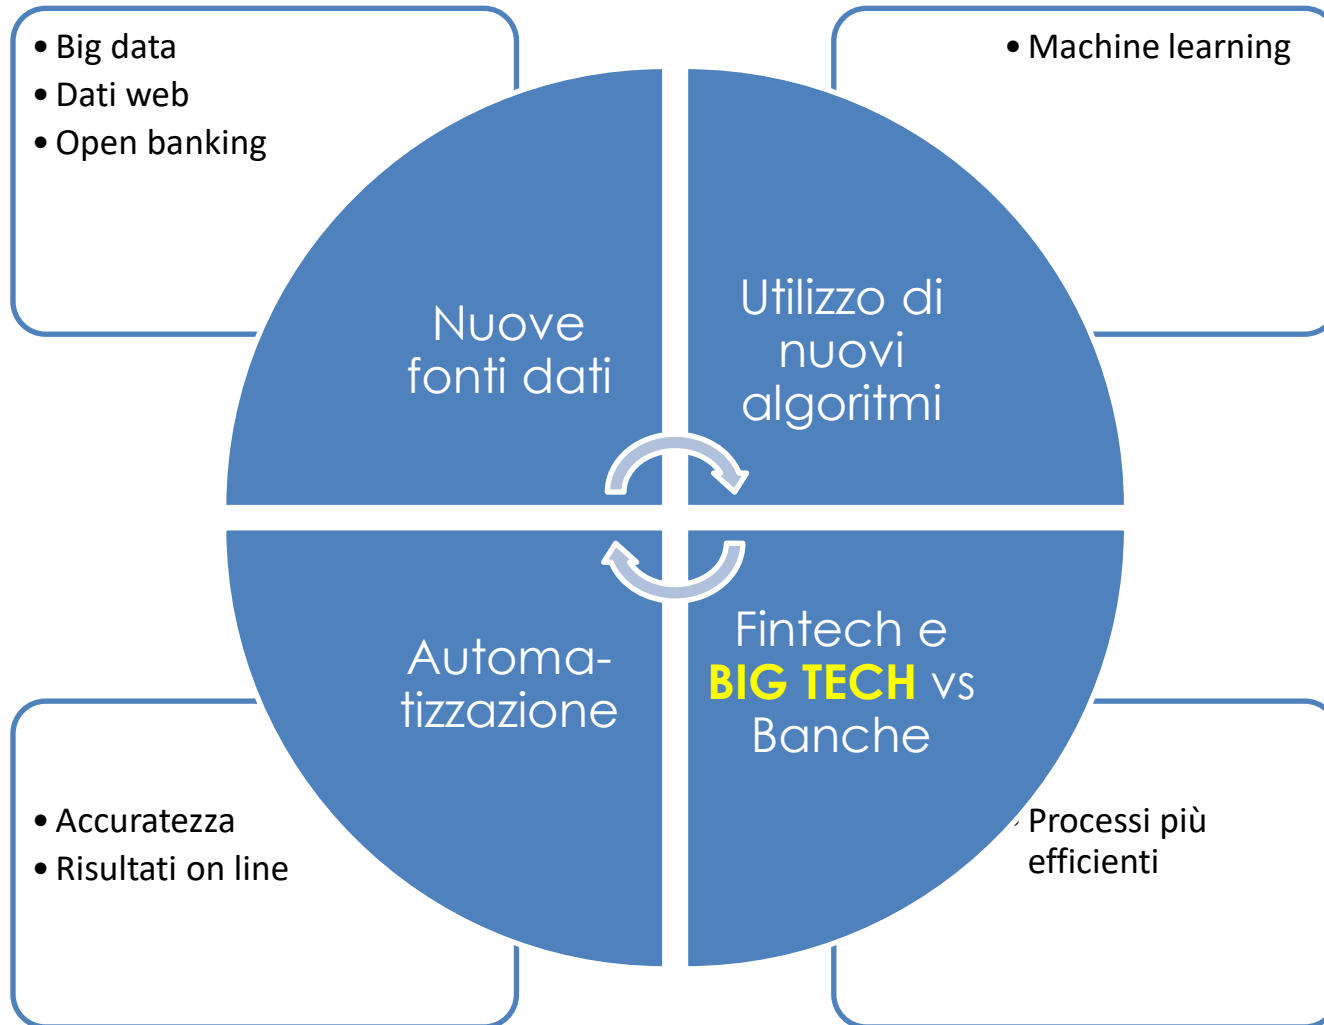 • Big data
• Dati web
• Open banking
• Machine learning
Nuove
fonti dati
Utilizzo di
nuovi
algoritmi
Automa-
tizzazione
Fintech e
BIG TECH vs
Banche
• Accuratezza
• Risultati on line
• Processi più
efficienti